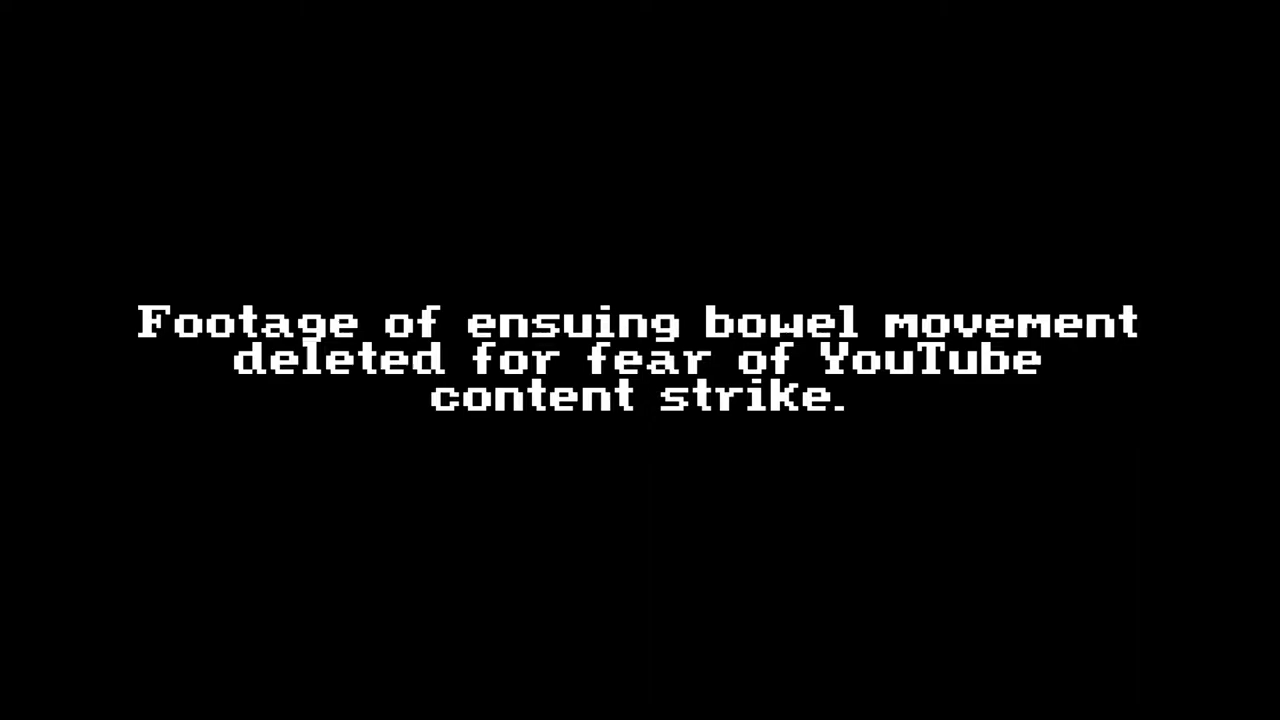 Footage of ensuing bowel movement
deleted for fear of YouTube
content strike.